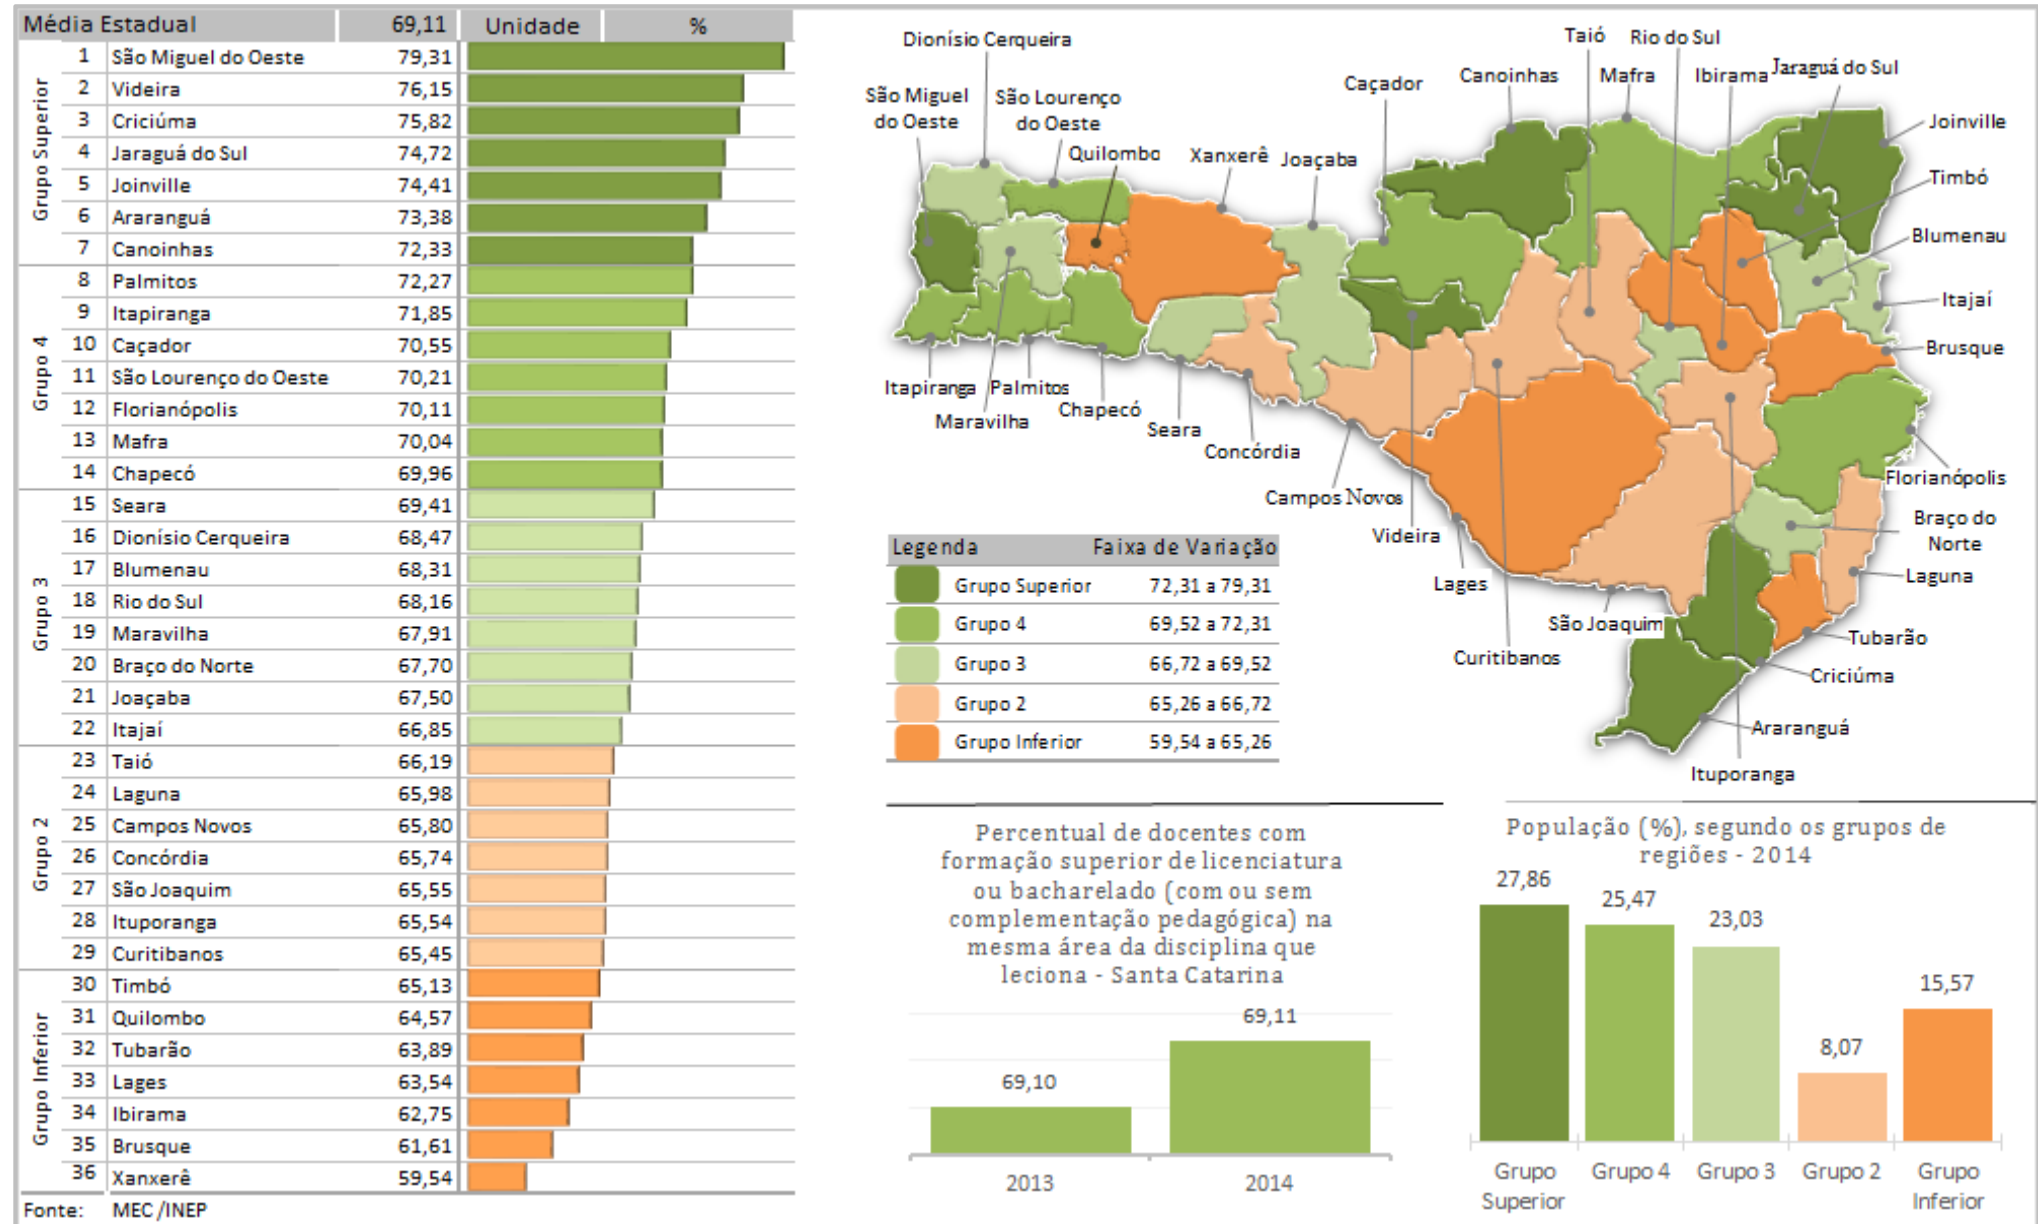 Média Estadual 69,11 Unidade %
Grupo Superior
1 São Miguel do Oeste 79,31
2 Videira 76,15
3 Criciúma 75,82
4 Jaraguá do Sul 74,72
5 Joinville 74,41
6 Araranguá 73,38
7 Canoinhas 72,33
Grupo 4
8 Palmitos 72,27
9 Itapiranga 71,85
10 Caçador 70,55
11 São Lourenço do Oeste 70,21
12 Florianópolis 70,11
13 Mafra 70,04
14 Chapecó 69,96
Grupo 3
15 Seara 69,41
16 Dionísio Cerqueira 68,47
17 Blumenau 68,31
18 Rio do Sul 68,16
19 Maravilha 67,91
20 Braço do Norte 67,70
21 Joaçaba 67,50
22 Itajaí 66,85
Grupo 2
23 Taió 66,19
24 Laguna 65,98
25 Campos Novos 65,80
26 Concórdia 65,74
27 São Joaquim 65,55
28 Ituporanga 65,54
29 Curitibanos 65,45
Grupo Inferior
30 Timbó 65,13
31 Quilombo 64,57
32 Tubarão 63,89
33 Lages 63,54
34 Ibirama 62,75
35 Brusque 61,61
36 Xanxerê 59,54
Fonte: MEC/INEP
Dionísio Cerqueira
São Miguel
do Oeste
São Lourenço
do Oeste
Quilombo
Xanxerê
Joaçaba
Caçador
Canoinhas
Taió
Mafra
Rio do Sul
Ibirama
Jaraguá do Sul
Joinville
Timbó
Blumenau
Itajaí
Brusque
Florianópolis
Braço do
Norte
Laguna
Tubarão
Criciúma
Araranguá
Ituporanga
São Joaquim
Curitibanos
Lages
Videira
Campos Novos
Concórdia
Seara
Chapecó
Palmitos
Maravilha
Itapiranga
Legenda Faixa de Variação
Grupo Superior 72,31 a 79,31
Grupo 4 69,52 a 72,31
Grupo 3 66,72 a 69,52
Grupo 2 65,26 a 66,72
Grupo Inferior 59,54 a 65,26
Percentual de docentes com
formação superior de licenciatura
ou bacharelado (com ou sem
complementação pedagógica) na
mesma área da disciplina que
leciona - Santa Catarina
69,10
69,11
2013
2014
População (%), segundo os grupos de
regiões - 2014
27,86
25,47
23,03
8,07
15,57
Grupo
Superior
Grupo 4
Grupo 3
Grupo 2
Grupo
Inferior